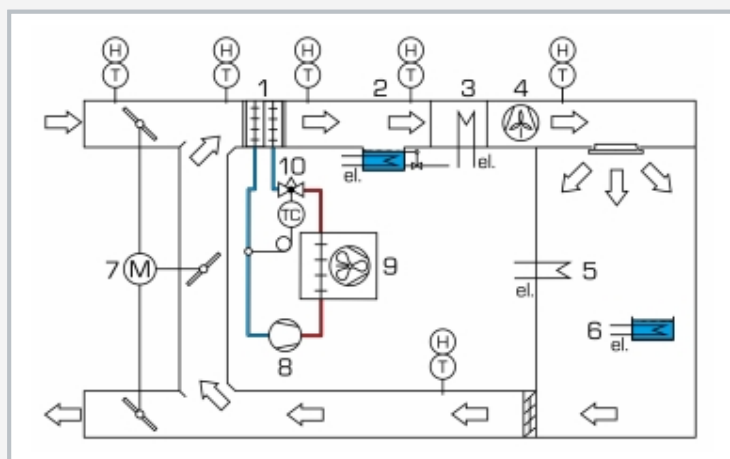 H H H H H
T T T T T
1 2 3 4
10 el. el.
TC
7 M 9 5
el.
6
el.
8
H
T